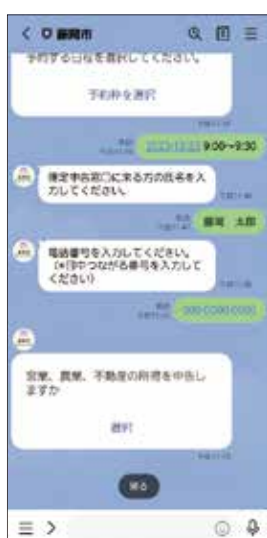 藤岡市
予約する日程を選択してください。
予約枠を選択
9:00~9:30
確定申告窓口に来る方の氏名を入
力してください。
藤岡 太郎
電話番号を入力してください。
(*日中つながる番号を入力して
ください)
000-0000-0000
営業、農業、不動産の所得を申告し
ますか
選択
戻る